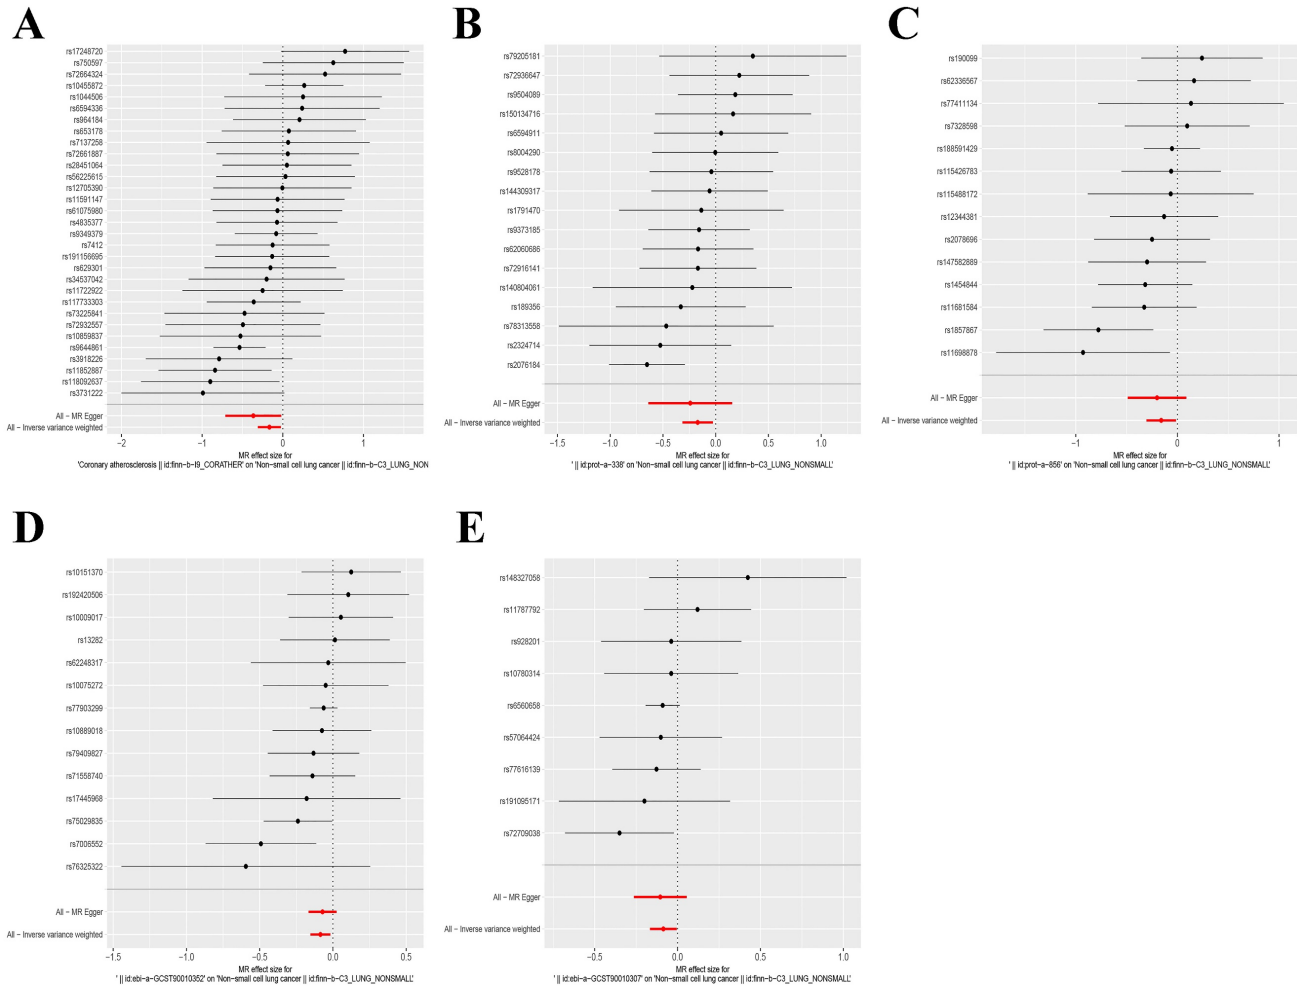 A
rs17248720
rs750597
rs72664324
rs10455872
rs1044506
rs6594336
rs964184
rs653178
rs7137258
rs72661887
rs28451064
rs56225615
rs12705390
rs11591147
rs61075980
rs4835377
rs9349379
rs7412
rs191156695
rs629301
rs34537042
rs11722922
rs117733303
rs73225841
rs72932557
rs10859837
rs9644861
rs3918226
rs11852887
rs118092637
rs3731222
All − MR Egger
All − Inverse variance weighted
−2 −1 0 1
MR effect size for
'Coronary atherosclerosis || id:finn−b−I9_CORATHER' on 'Non−small cell lung cancer || id:finn−b−C3_LUNG_NON
B
rs79205181
rs72936647
rs9504089
rs150134716
rs6594911
rs8004290
rs9528178
rs144309317
rs1791470
rs9373185
rs62060686
rs72916141
rs140804061
rs189356
rs78313558
rs2324714
rs2076184
All − MR Egger
All − Inverse variance weighted
−1.5 −1.0 −0.5 0.0 0.5 1.0
MR effect size for
' || id:prot−a−338' on 'Non−small cell lung cancer || id:finn−b−C3_LUNG_NONSMALL'
C
rs190099
rs62336567
rs77411134
rs7328598
rs188591429
rs115426783
rs115488172
rs12344381
rs2078696
rs147582889
rs1454844
rs11681584
rs1857867
rs11698878
All − MR Egger
All − Inverse variance weighted
−1 0 1
MR effect size for
' || id:prot−a−856' on 'Non−small cell lung cancer || id:finn−b−C3_LUNG_NONSMALL'
D
rs10151370
rs192420506
rs10009017
rs13282
rs62248317
rs10075272
rs77903299
rs10889018
rs79409827
rs71558740
rs17445968
rs75029835
rs7006552
rs76325322
All − MR Egger
All − Inverse variance weighted
−1.5 −1.0 −0.5 0.0 0.5
MR effect size for
' || id:ebi−a−GCST90010352' on 'Non−small cell lung cancer || id:finn−b−C3_LUNG_NONSMALL'
E
rs148327058
rs11787792
rs928201
rs10780314
rs6560658
rs57064424
rs77616139
rs191095171
rs72709038
All − MR Egger
All − Inverse variance weighted
−0.5 0.0 0.5 1.0
MR effect size for
' || id:ebi−a−GCST90010307' on 'Non−small cell lung cancer || id:finn−b−C3_LUNG_NONSMALL'